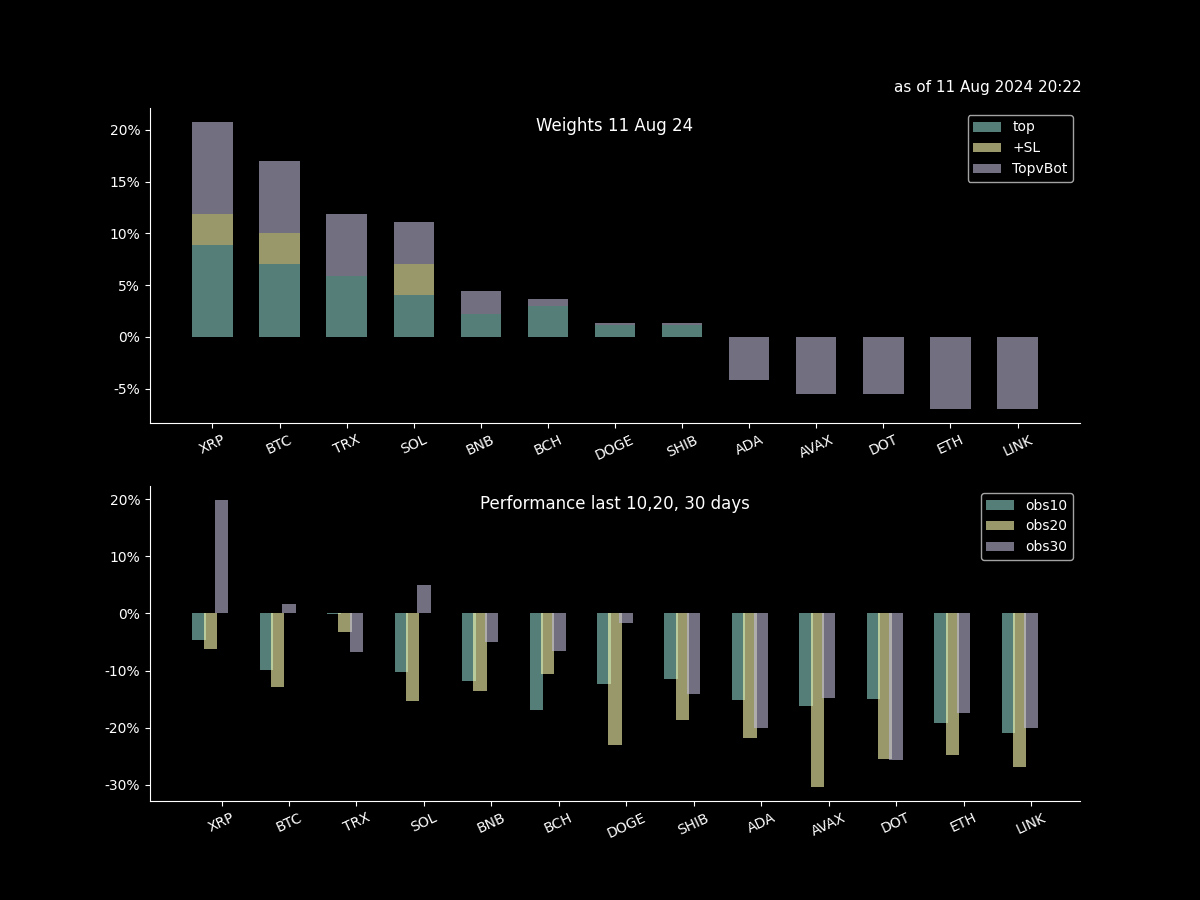 as of 11 Aug 2024 20:22
Weights 11 Aug 24
top
+SL
TopvBot
20%
15%
10%
5%
0%
-5%
XRP BTC TRX SOL BNB BCH DOGE SHIB ADA AVAX DOT ETH LINK
Performance last 10,20, 30 days
obs10
obs20
obs30
20%
10%
0%
-10%
-20%
-30%
XRP BTC TRX SOL BNB BCH DOGE SHIB ADA AVAX DOT ETH LINK